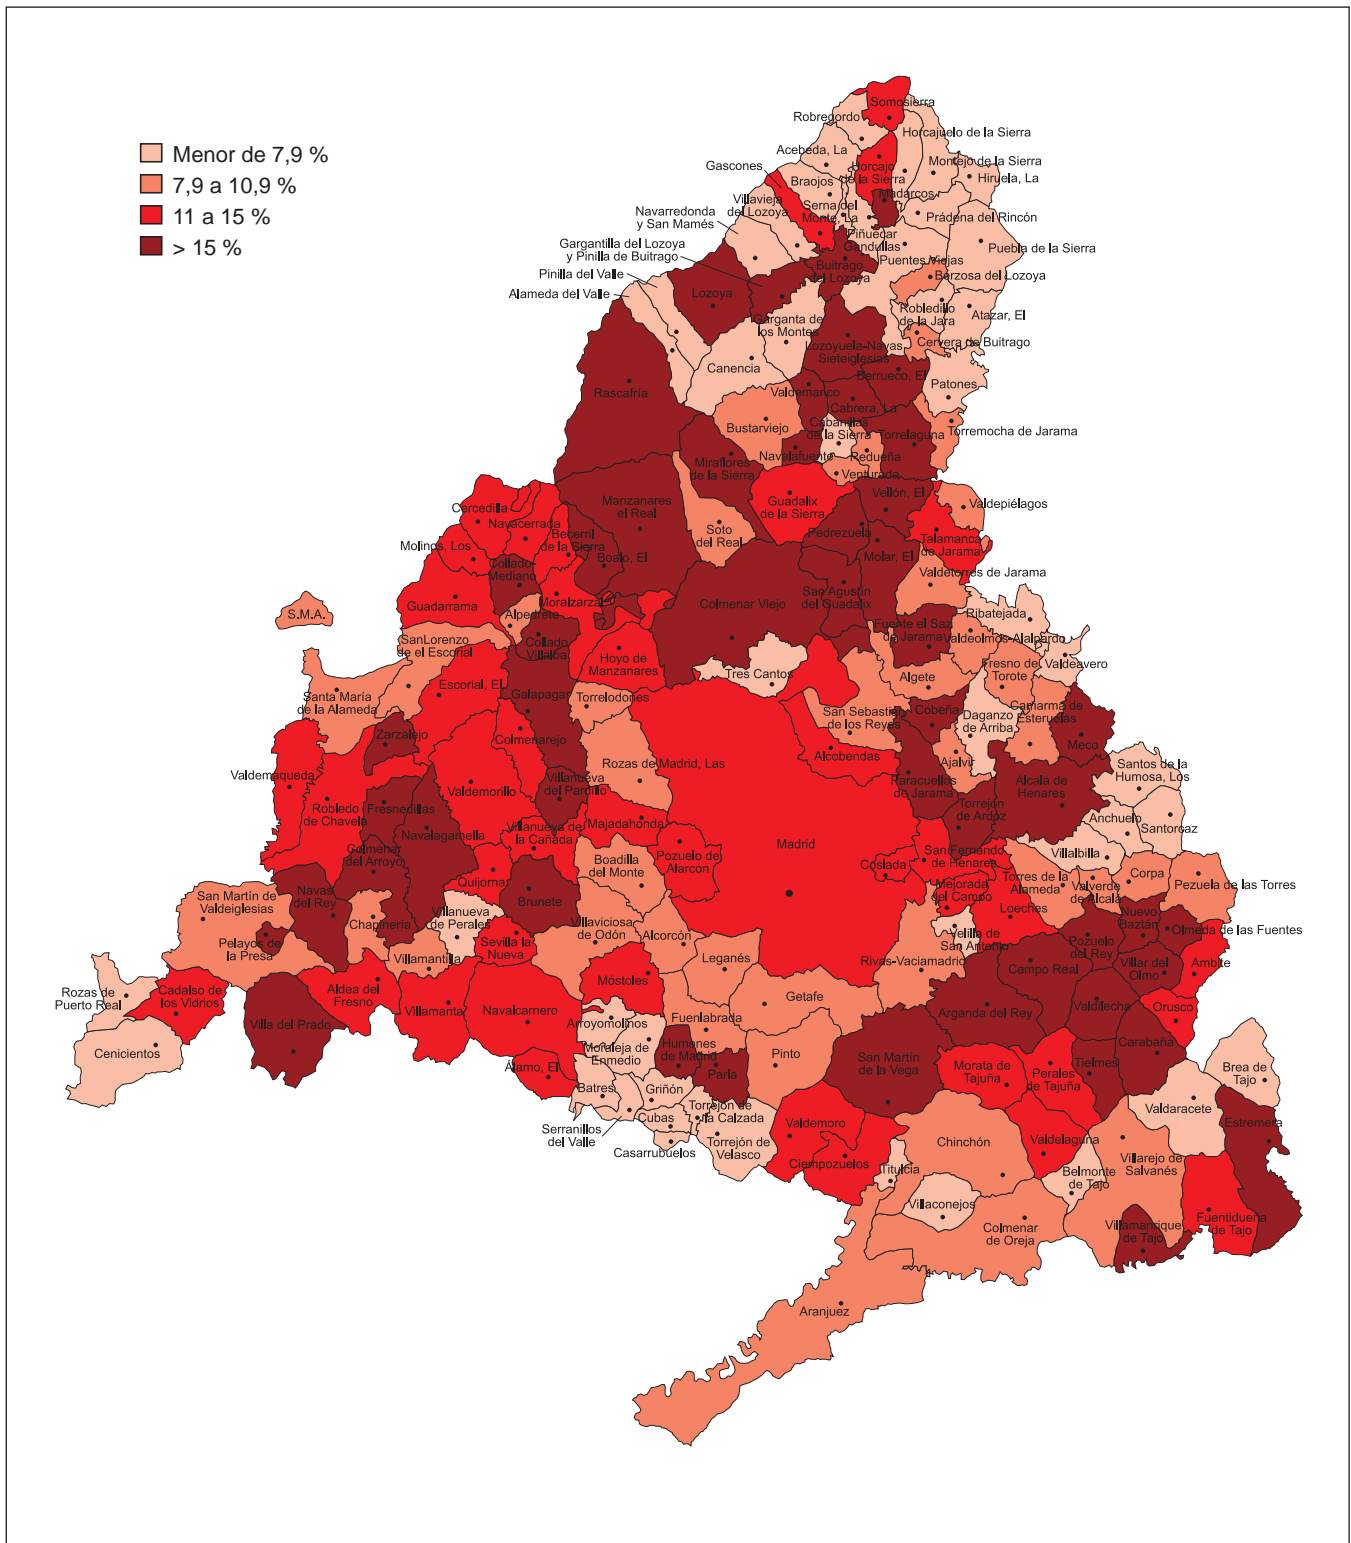 Menor de 7,9 %
7,9 a 10,9 %
11 a 15 %
> 15 %
Somosierra
Robregordo
Horcajuelo de la Sierra
Acebeda, La
Montejo de la Sierra
Gascones
Horcajo
de la Sierra
Hiruela, La
Braojos
Madarcos
Villavieja
del Lozoya
Serna del
Monte, La
Prádena del Rincón
Navarredonda
y San Mamés
Piñuecar
Gandullas
Puebla de la Sierra
Gargantilla del Lozoya
y Pinilla de Buitrago
Buitrago
del Lozoya
Puentes Viejas
Pinilla del Valle
Berzosa del Lozoya
Alameda del Valle
Lozoya
Robledillo
de la Jara
Atazar, El
Garganta de
los Montes
Lozoyuela-Navas
Sieteiglesias
Cervera de Buitrago
Canencia
Berrueco, El
Rascafría
Valdemanco
Cabrera, La
Patones
Bustarviejo
Cabanillas
de la Sierra
Torrelaguna
Torremocha de Jarama
Navalafuente
Redueña
Miraflores
de la Sierra
Venturada
Manzanares
el Real
Guadalix
de la Sierra
Vellón, El
Valdepiélagos
Cercedilla
Navacerrada
Soto
del Real
Pedrezuela
Talamanca
de Jarama
Becerril
de la Sierra
Molinos, Los
Boalo, El
Molar, El
Collado
Mediano
Valdetorres de Jarama
Guadarrama
Moralzarzal
Colmenar Viejo
San Agustín
del Guadalix
S.M.A.
Alpedrete
Ribatejada
Fuente el Saz
de Jarama
Valdeolmos-Alalpardo
SanLorenzo
de el Escorial
Collado
Villalba
Hoyo de
Manzanares
Valdeavero
Fresno de
Torote
Santa María
de la Alameda
Escorial, El
Galapagar
Torrelodones
Tres Cantos
Algete
San Sebastián
de los Reyes
Cobeña
Daganzo
de Arriba
Camarma de
Esteruelas
Zarzalejo
Colmenarejo
Meco
Alcobendas
Ajalvir
Valdemaqueda
Rozas de Madrid, Las
Santos de la
Humosa, Los
Valdemorillo
Villanueva
del Pardillo
Paracuellos
de Jarama
Alcalá de
Henares
Robledo
de Chavela
Fresnedillas
Torrejón
de Ardoz
Anchuelo
Santorcaz
Navalagamella
Villanueva de
la Cañada
Majadahonda
Madrid
Colmenar
del Arroyo
Boadilla
del Monte
Pozuelo de
Alarcón
Coslada
San Fernando
de Henares
Villalbilla
Quijorna
Torres de la
Alameda
Corpa
Pezuela de las Torres
San Martín de
Valdeiglesias
Navas
del Rey
Brunete
Mejorada
del Campo
Valverde
de Alcalá
Chapinería
Villanueva
de Perales
Loeches
Nuevo
Baztán
Villaviciosa
de Odón
Alcorcón
Velilla de
San Antonio
Olmeda de las Fuentes
Pelayos de
la Presa
Sevilla la
Nueva
Pozuelo
del Rey
Villamantilla
Leganés
Rivas-Vaciamadrid
Campo Real
Villar del
Olmo
Ambite
Rozas de
Puerto Real
Cadalso de
los Vidrios
Aldea del
Fresno
Móstoles
Getafe
Villamanta
Navalcarnero
Arganda del Rey
Valdilecha
Orusco
Villa del Prado
Arroyomolinos
Fuenlabrada
Cenicientos
Moraleja de
Enmedio
Humanes
de Madrid
Pinto
San Martín
de la Vega
Carabaña
Álamo, El
Parla
Morata de
Tajuña
Perales
de Tajuña
Tielmes
Brea de
Tajo
Batres
Griñón
Valdaracete
Serranillos
del Valle
Cubas
Torrejón de
la Calzada
Valdemoro
Estremera
Casarrubuelos
Torrejón de
Velasco
Ciempozuelos
Chinchón
Valdelaguna
Villarejo de
Salvanés
Titulcia
Belmonte
de Tajo
Villaconejos
Colmenar
de Oreja
Villamanrique
de Tajo
Fuentidueña
de Tajo
Aranjuez